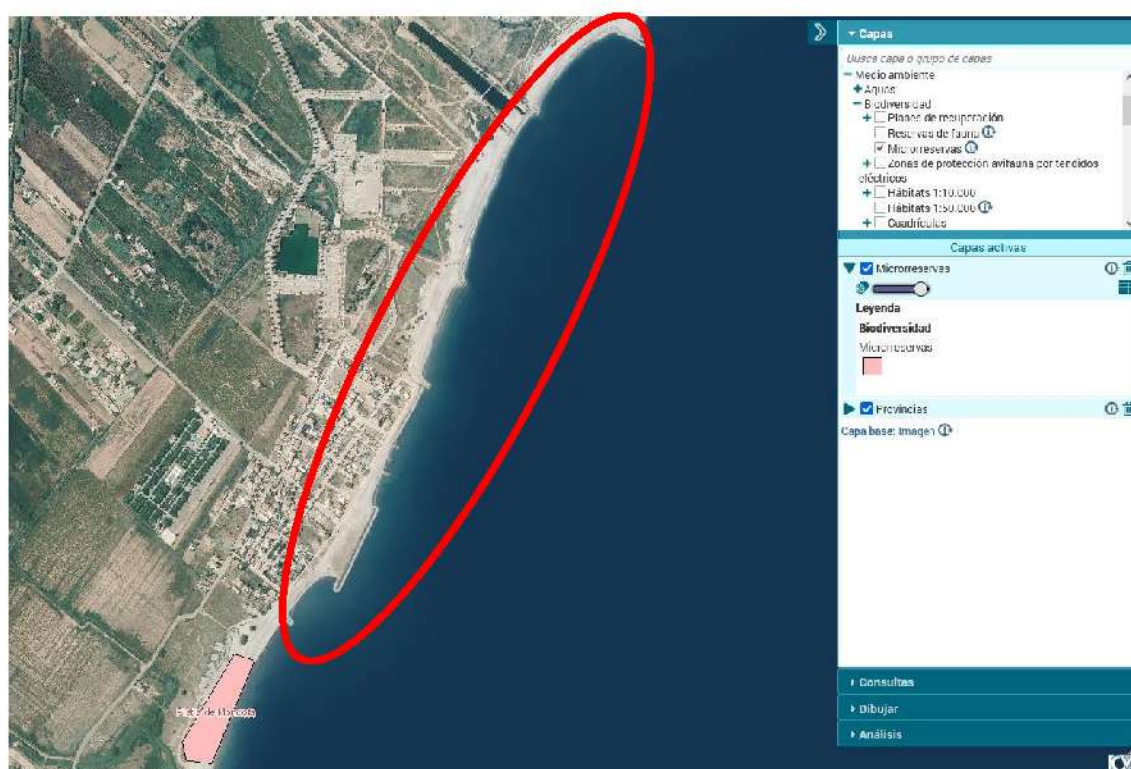 Capas
Busca capa o grupo de capas
Medio ambiente
Aguas
Biodiversidad
Planes de recuperación
Reservas de fauna
Microrreservas
Zonas de protección avifauna por tendidos
eléctricos
Hábitats 1:10.000
Hábitats 1:50.000
Cuadrículas
Capas activas
Microrreservas
Leyenda
Biodiversidad
Microrreservas
Provincias
Capa base: Imagen
de Moncofa
Consultas
Dibujar
Análisis